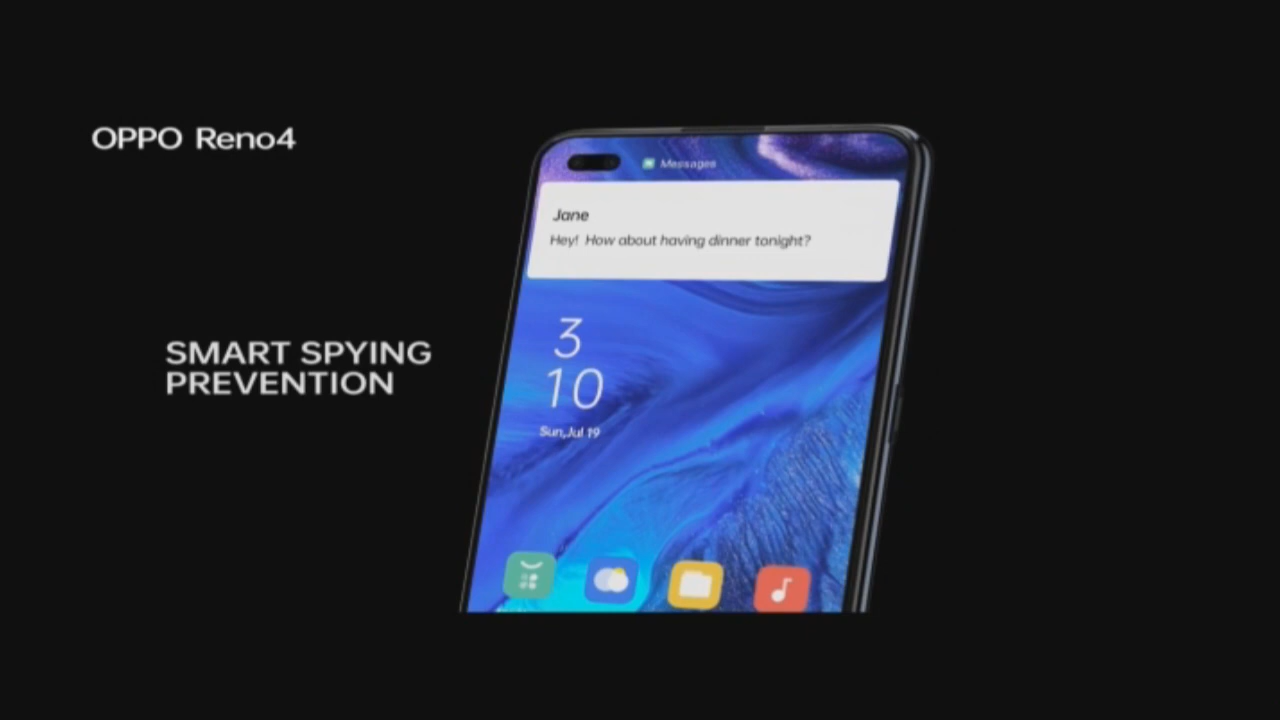 OPPO Reno4
Messages
Jane
Hey! How about having dinner tonight?
3
10
Sun,Jul 19
SMART SPYING
PREVENTION